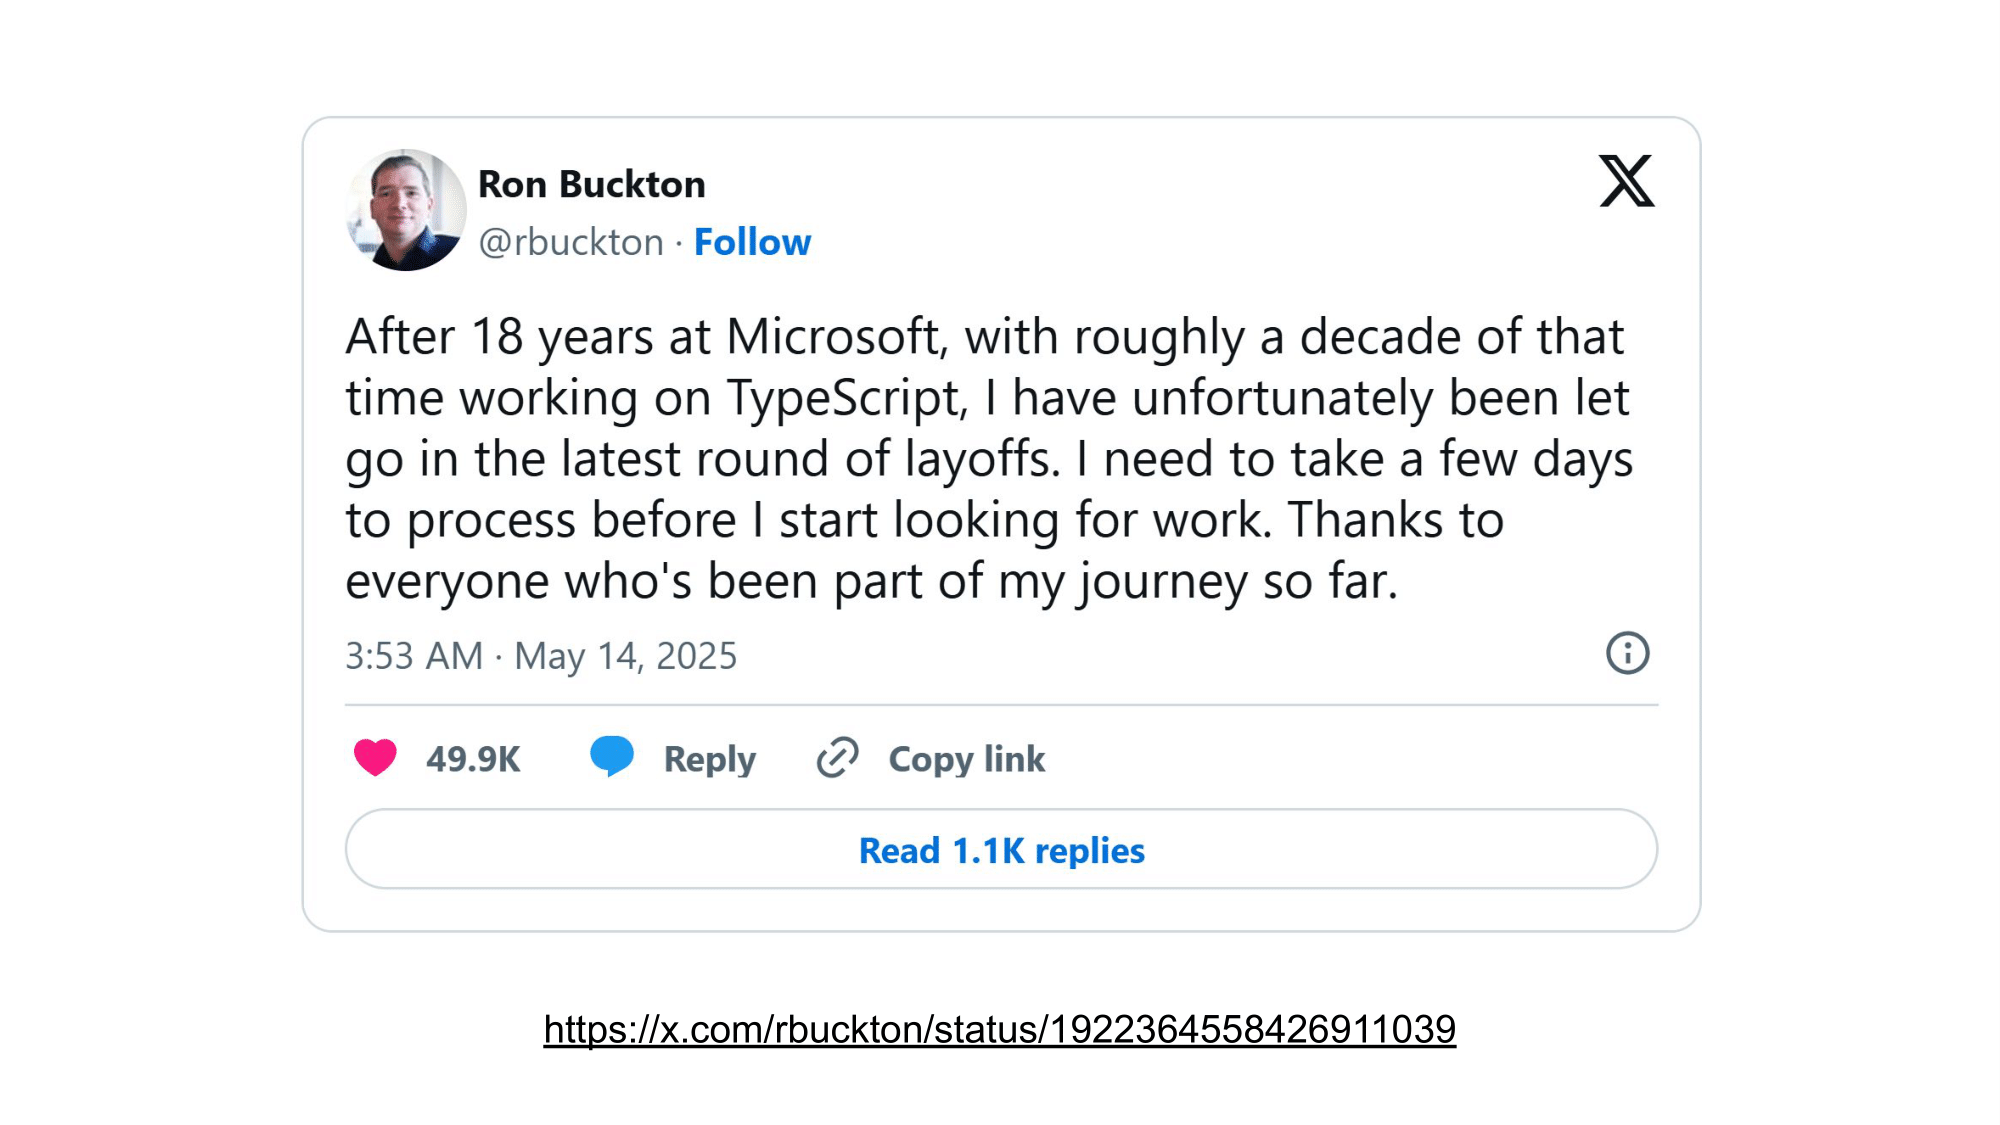 Ron Buckton
@rbuckton · Follow
After 18 years at Microsoft, with roughly a decade of that
time working on TypeScript, I have unfortunately been let
go in the latest round of layoffs. I need to take a few days
to process before I start looking for work. Thanks to
everyone who's been part of my journey so far.
3:53 AM · May 14, 2025
49.9K Reply Copy link
Read 1.1K replies
https://x.com/rbuckton/status/1922364558426911039